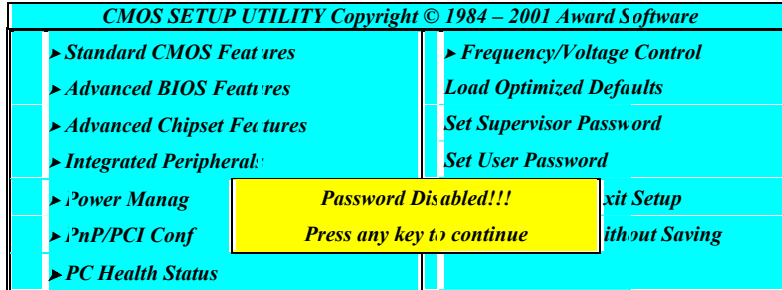 CMOS SETUP UTILITY Copyright © 1984 – 2001 Award Software
▸ Standard CMOS Features
▸ Advanced BIOS Features
▸ Advanced Chipset Features
▸ Integrated Peripherals
▸ Power Manag
▸ PnP/PCI Conf
▸ PC Health Status
▸ Frequency/Voltage Control
Load Optimized Defaults
Set Supervisor Password
Set User Password
xit Setup
ithout Saving
Password Disabled!!!
Press any key to continue